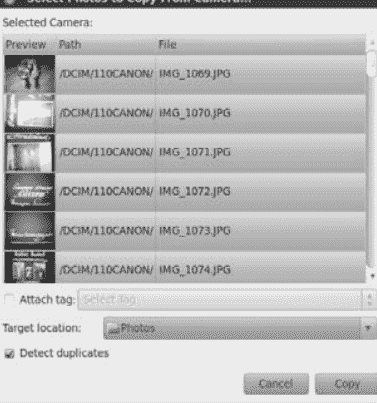 Select Photos to Copy From Camera...
Selected Camera:
Preview Path File
/DCIM/110CANON/ IMG_1069.JPG
/DCIM/110CANON/ IMG_1070.JPG
/DCIM/110CANON/ IMG_1071.JPG
/DCIM/110CANON/ IMG_1072.JPG
/DCIM/110CANON/ IMG_1073.JPG
/DCIM/110CANON/ IMG_1074.JPG
Attach tag: Select Tag
Target location: Photos
Detect duplicates
Cancel Copy